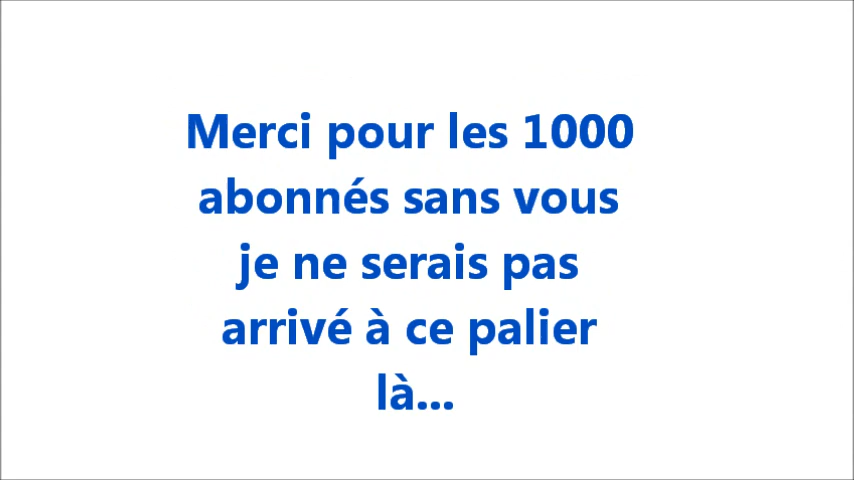 Merci pour les 1000
abonnés sans vous
je ne serais pas
arrivé à ce palier
là...